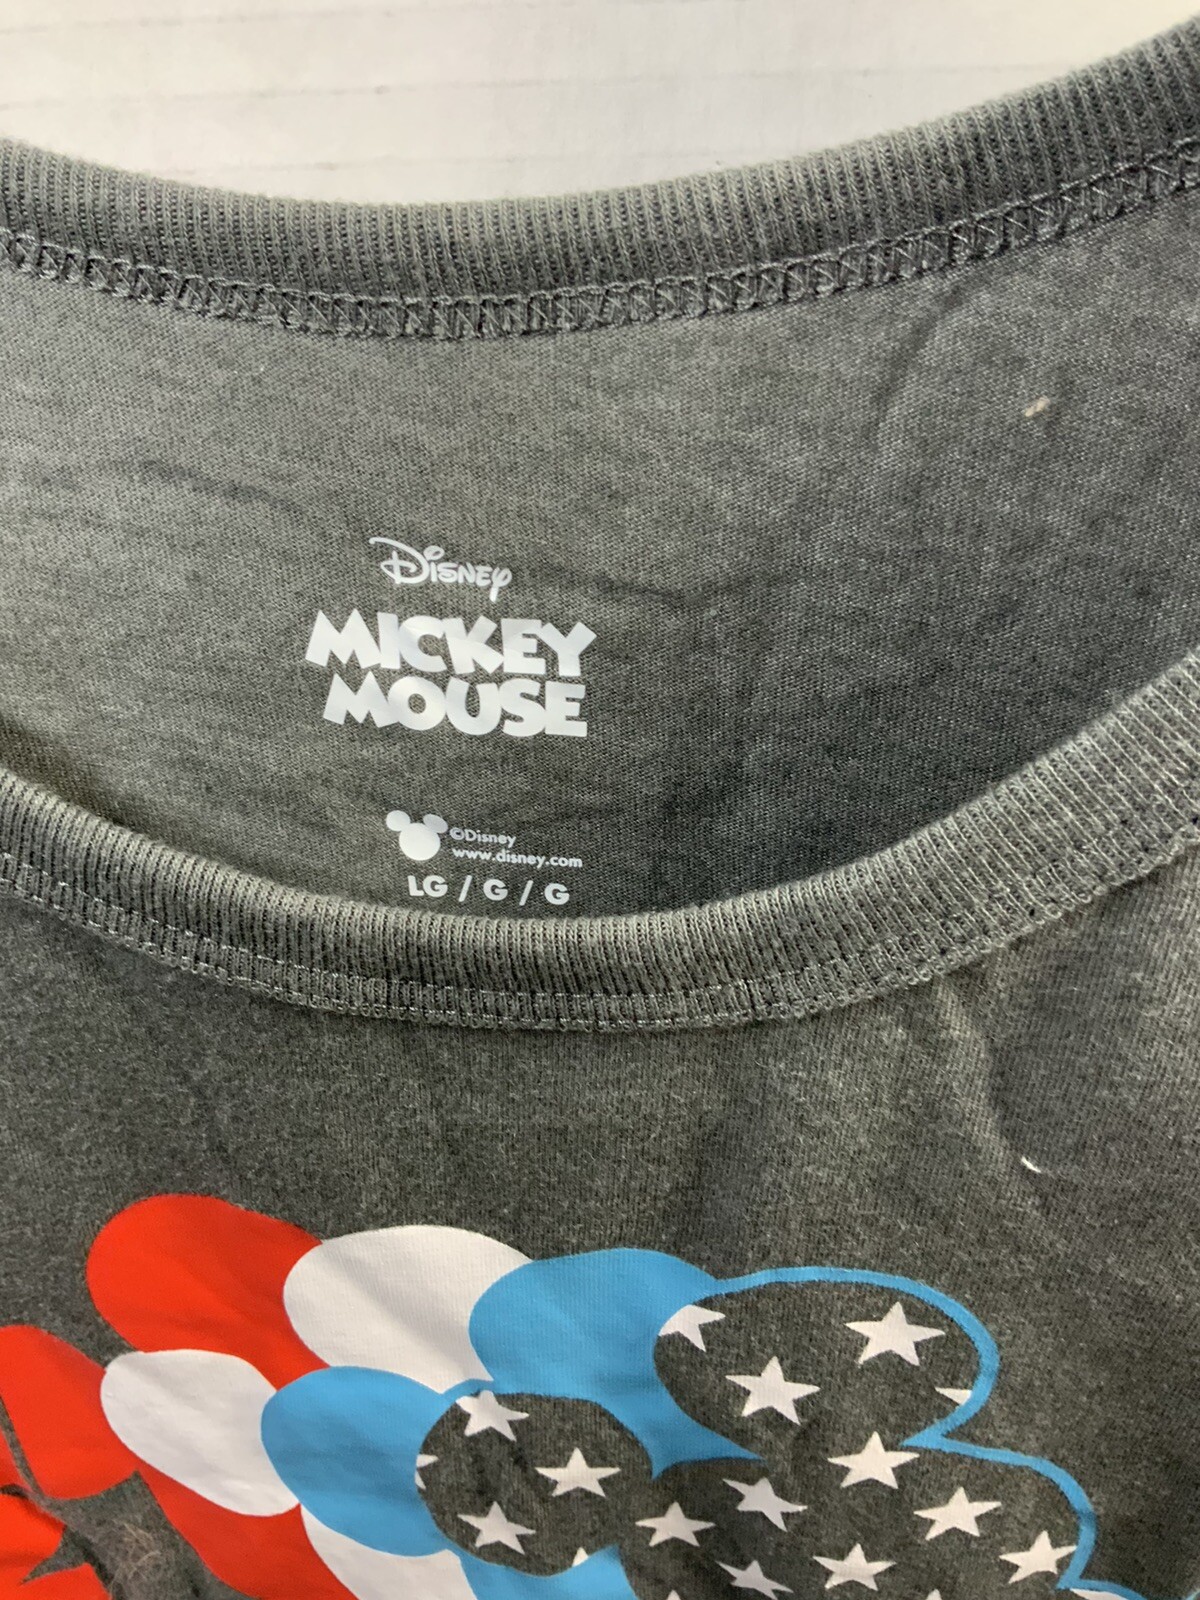 Disney
MICKEY
MOUSE
©Disney
www.disney.com
LG / G / G